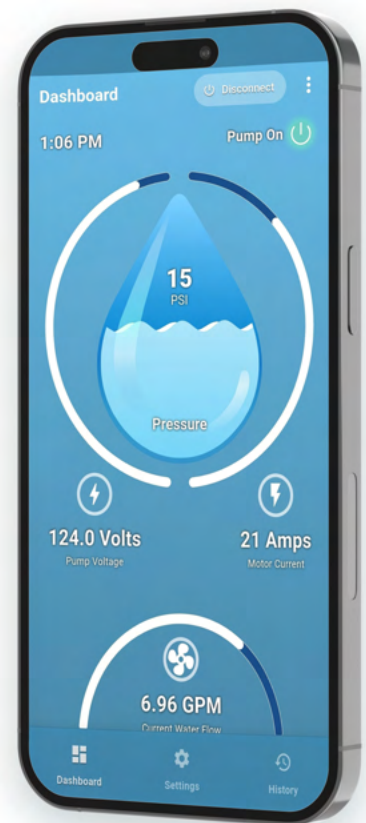 Dashboard
Disconnect
1:06 PM
Pump On
15
PSI
Pressure
124.0 Volts
Pump Voltage
21 Amps
Motor Current
6.96 GPM
Current Water Flow
Dashboard
Settings
History